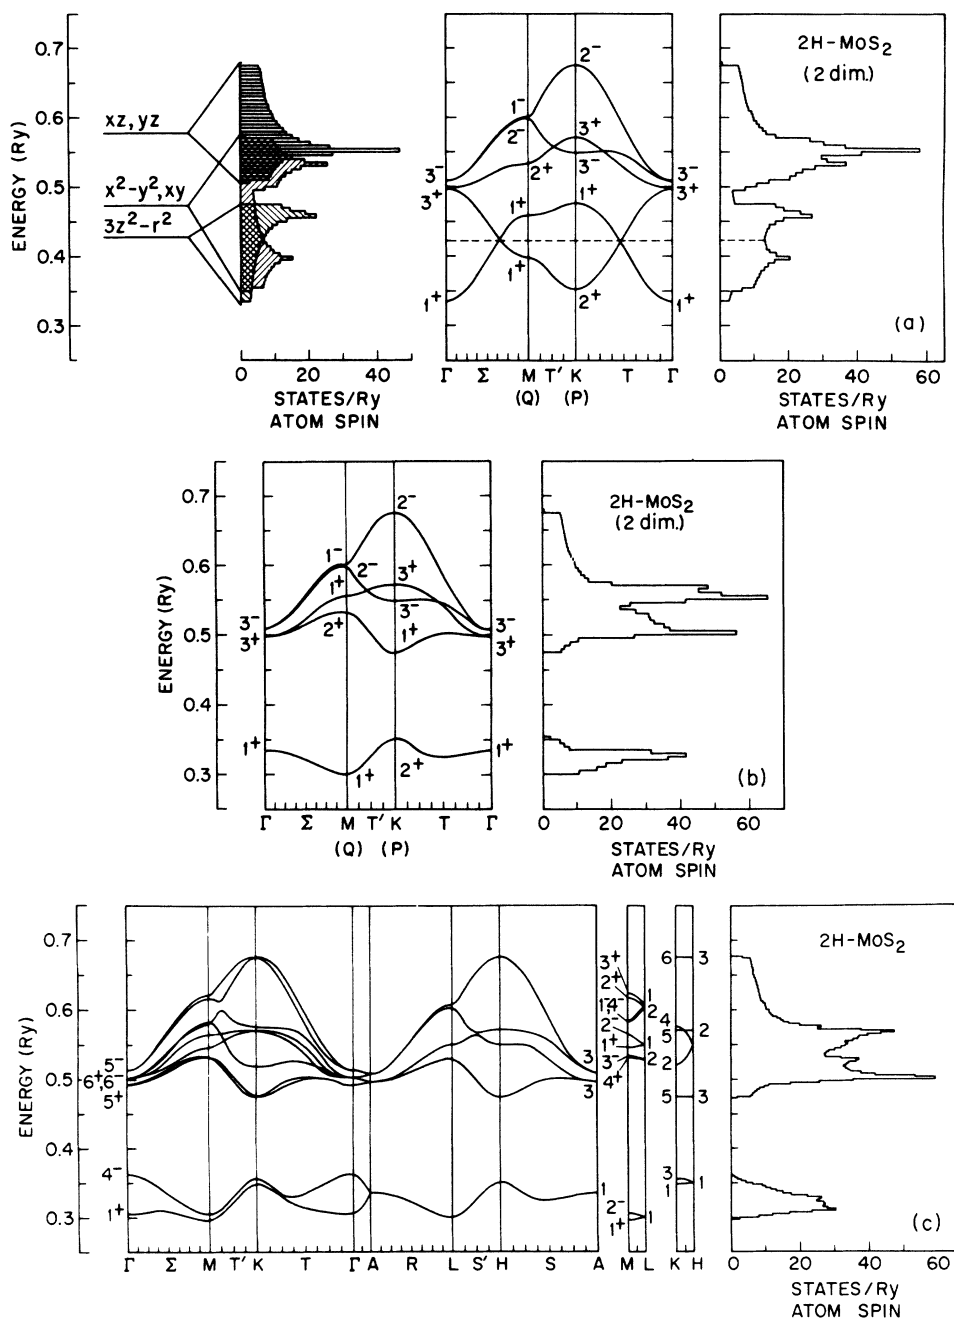 0.7
0.6
0.5
0.4
0.3
ENERGY (Ry)
xz, yz
x²-y², xy
3z²-r²
0 20 40
STATES/Ry
ATOM SPIN
2⁻
1⁻
2⁻
3⁺
3⁻
2⁺
3⁻
3⁺
3⁻
3⁺
1⁺
1⁺
1⁺
2⁺
1⁺
1⁺
Γ Σ M T' K T Γ
(Q) (P)
2H-MoS₂
(2 dim.)
(a)
0 20 40 60
STATES/Ry
ATOM SPIN
0.7
0.6
0.5
0.4
0.3
ENERGY (Ry)
2⁻
1⁻
2⁻
3⁺
1⁺
3⁻
2⁺
1⁺
3⁻
3⁺
3⁻
3⁺
1⁺
1⁺
2⁺
1⁺
Γ Σ M T' K T Γ
(Q) (P)
2H-MoS₂
(2 dim.)
(b)
0 20 40 60
STATES/Ry
ATOM SPIN
0.7
0.6
0.5
0.4
0.3
ENERGY (Ry)
5⁻
6⁺6⁻
5⁺
4⁻
1⁺
3
3
1
Γ Σ M T' K T Γ A R L S' H S A M L K H
3⁺
2⁺
1⁻4⁻
2⁻
1⁺
3⁻
4⁺
2⁻
1⁺
1
2
1
2
1
6
4
5
2
5
3
1
3
2
3
1
2H-MoS₂
(c)
0 20 40 60
STATES/Ry
ATOM SPIN